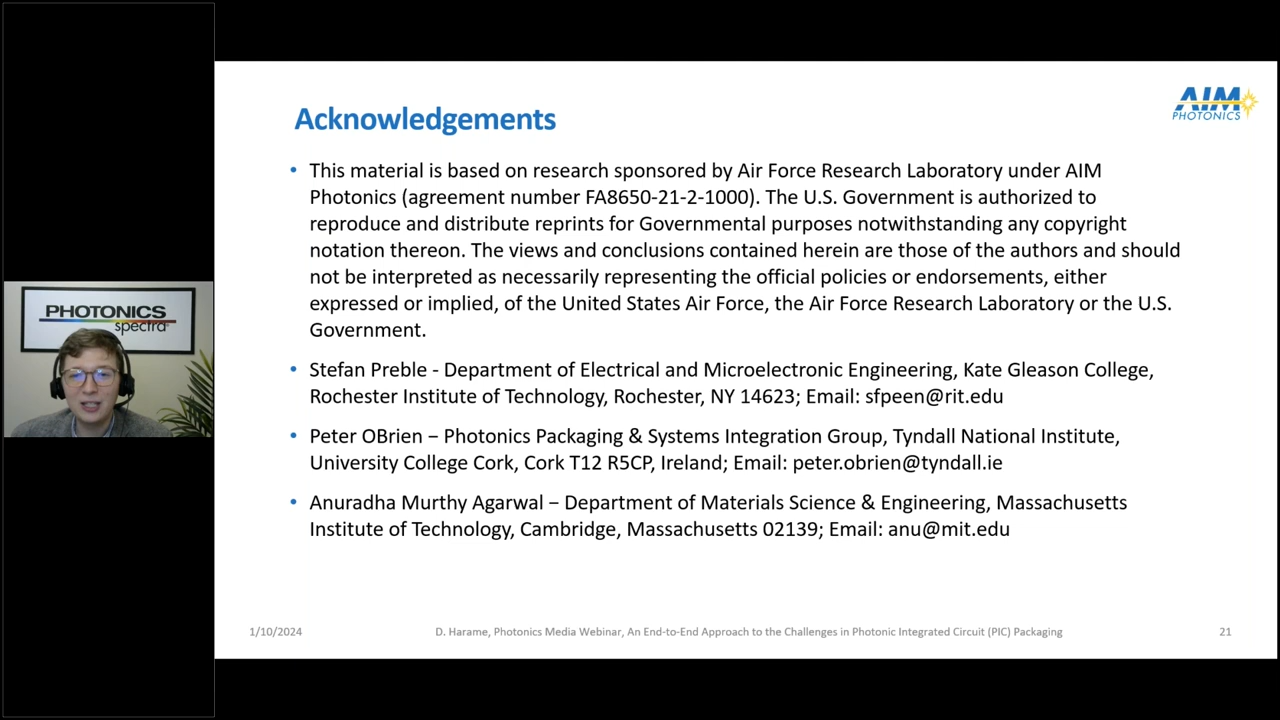 PHOTONICS
spectra
AIM
PHOTONICS
Acknowledgements
• This material is based on research sponsored by Air Force Research Laboratory under AIM
Photonics (agreement number FA8650-21-2-1000). The U.S. Government is authorized to
reproduce and distribute reprints for Governmental purposes notwithstanding any copyright
notation thereon. The views and conclusions contained herein are those of the authors and should
not be interpreted as necessarily representing the official policies or endorsements, either
expressed or implied, of the United States Air Force, the Air Force Research Laboratory or the U.S.
Government.
• Stefan Preble - Department of Electrical and Microelectronic Engineering, Kate Gleason College,
Rochester Institute of Technology, Rochester, NY 14623; Email: sfpeen@rit.edu
• Peter OBrien – Photonics Packaging & Systems Integration Group, Tyndall National Institute,
University College Cork, Cork T12 R5CP, Ireland; Email: peter.obrien@tyndall.ie
• Anuradha Murthy Agarwal – Department of Materials Science & Engineering, Massachusetts
Institute of Technology, Cambridge, Massachusetts 02139; Email: anu@mit.edu
1/10/2024
D. Harame, Photonics Media Webinar, An End-to-End Approach to the Challenges in Photonic Integrated Circuit (PIC) Packaging
21